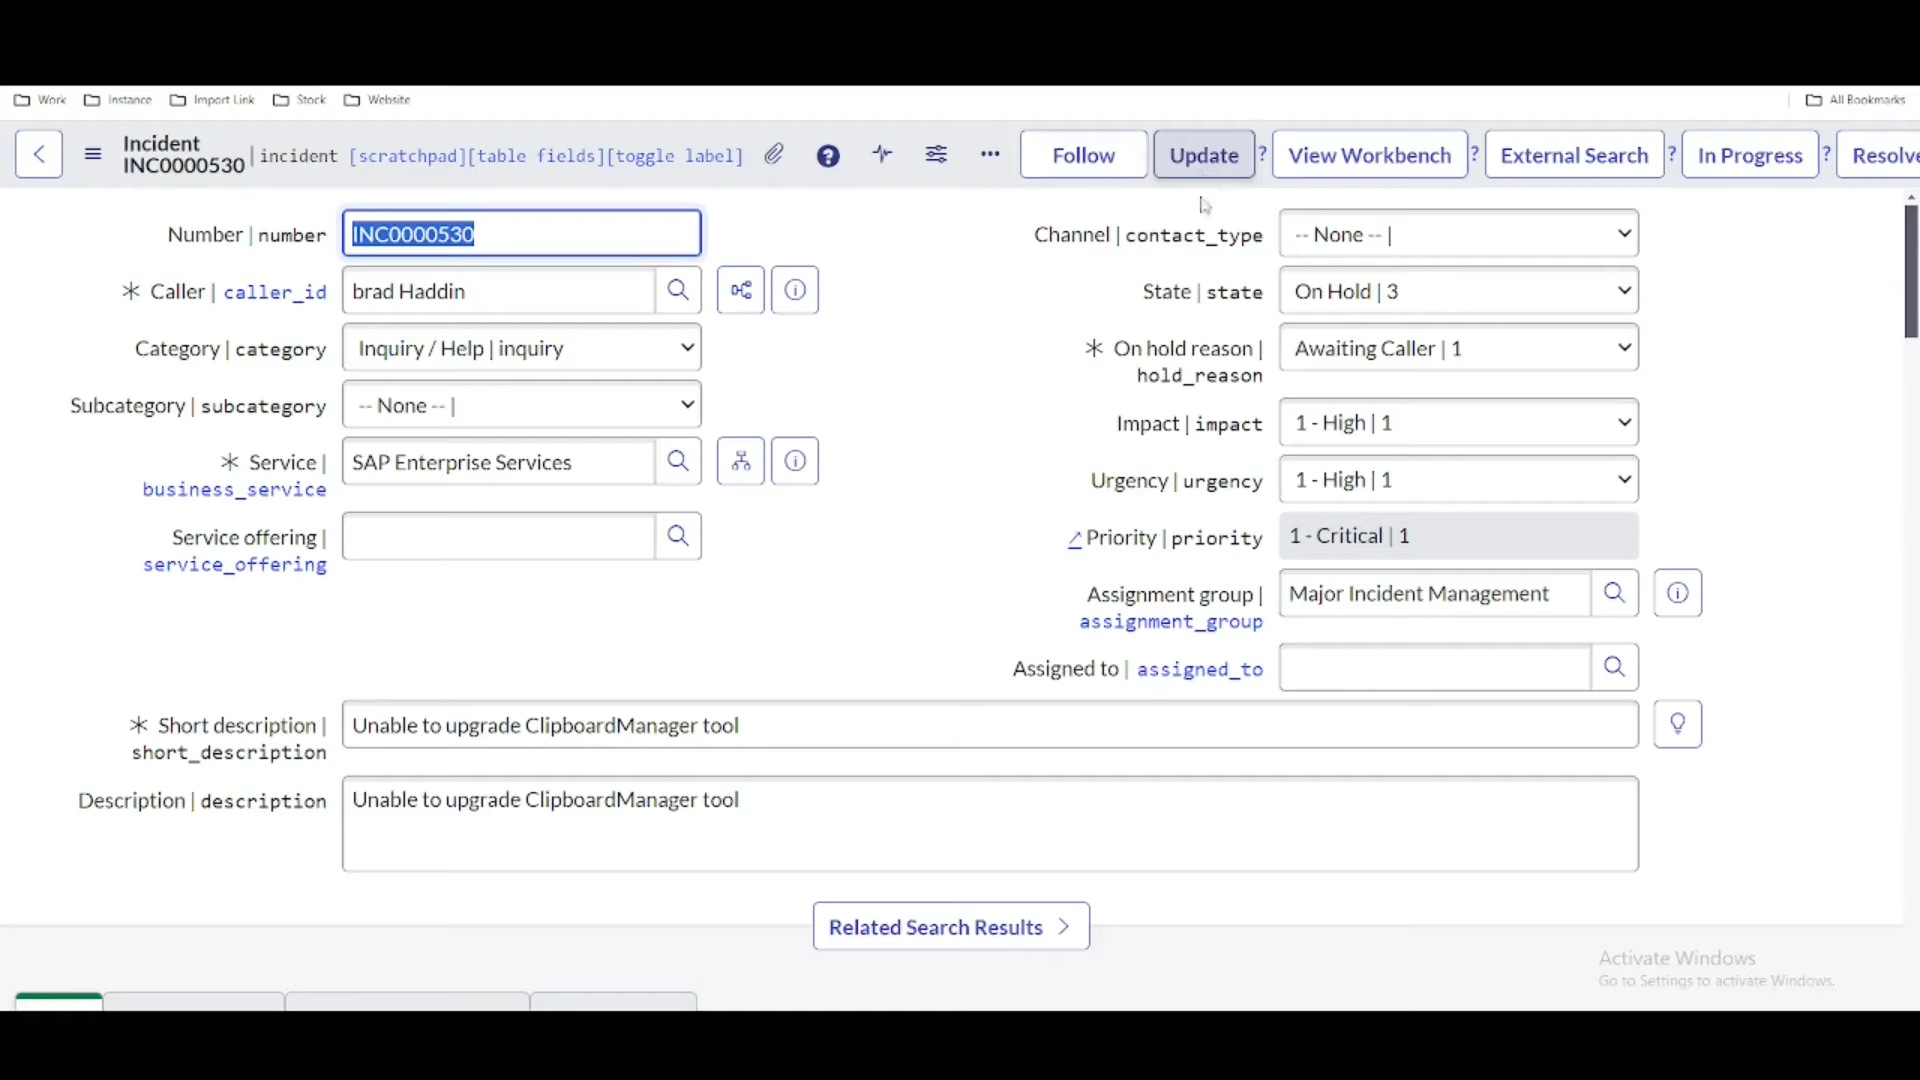 Work Instance Import Link Stock Website All Bookmarks
Incident
INC0000530 | incident [scratchpad][table fields][toggle label] Follow Update ? View Workbench ? External Search ? In Progress ? Resolve
Number | number INC0000530 Channel | contact_type -- None -- |
Caller | caller_id brad Haddin State | state On Hold | 3
Category | category Inquiry / Help | inquiry On hold reason | Awaiting Caller | 1
hold_reason
Subcategory | subcategory -- None -- | Impact | impact 1 - High | 1
Service | SAP Enterprise Services Urgency | urgency 1 - High | 1
business_service
Service offering | Priority | priority 1 - Critical | 1
service_offering
Assignment group | Major Incident Management
assignment_group
Assigned to | assigned_to
Short description | Unable to upgrade ClipboardManager tool
short_description
Description | description Unable to upgrade ClipboardManager tool
Related Search Results
Activate Windows
Go to Settings to activate Windows.